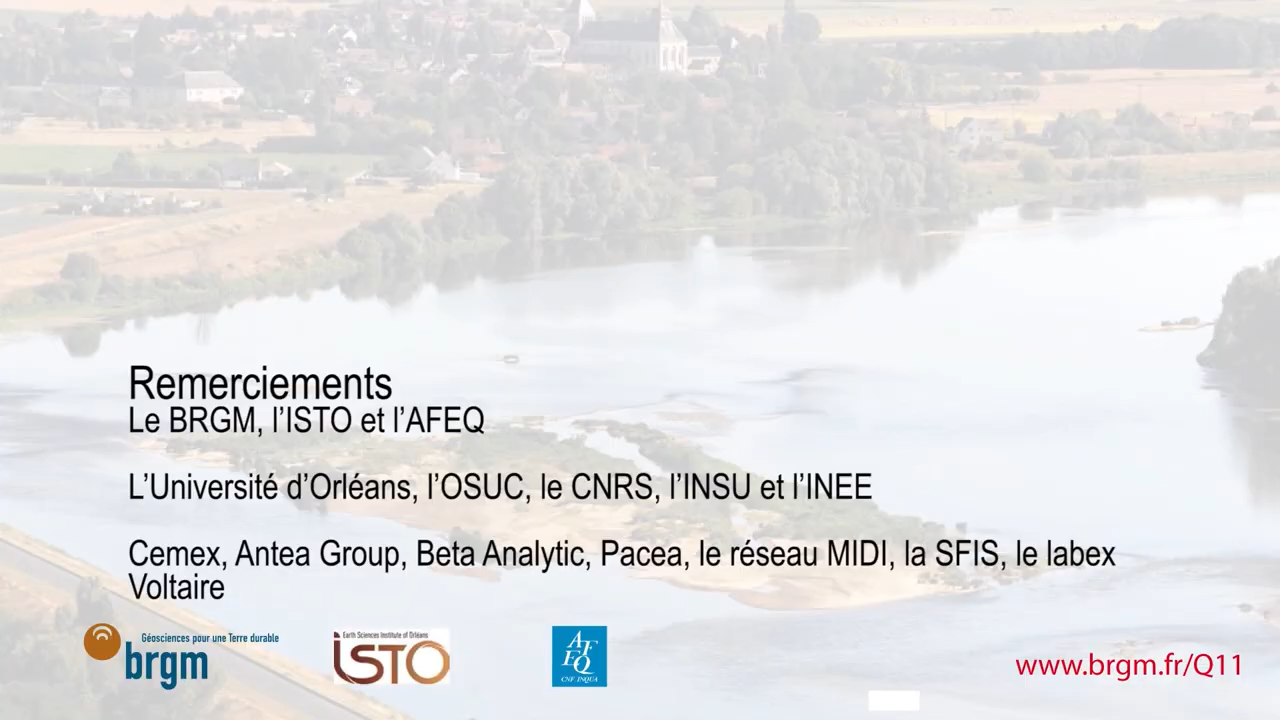 Remerciements
Le BRGM, l’ISTO et l’AFEQ
L’Université d’Orléans, l’OSUC, le CNRS, l’INSU et l’INEE
Cemex, Antea Group, Beta Analytic, Pacea, le réseau MIDI, la SFIS, le labex
Voltaire
Géosciences pour une Terre durable
brgm
Earth Sciences Institute of Orléans
iSTO
AF
EQ
CNF INQUA
www.brgm.fr/Q11